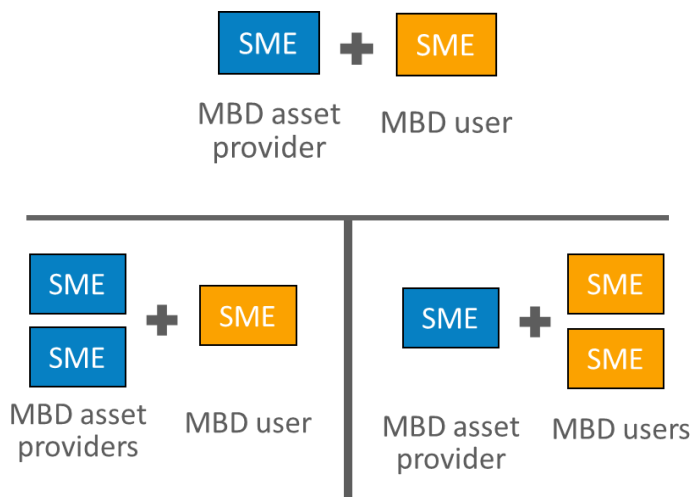 SME
SME
MBD asset
provider
MBD user
SME
SME
SME
MBD asset
providers
MBD user
SME
SME
SME
MBD asset
provider
MBD users